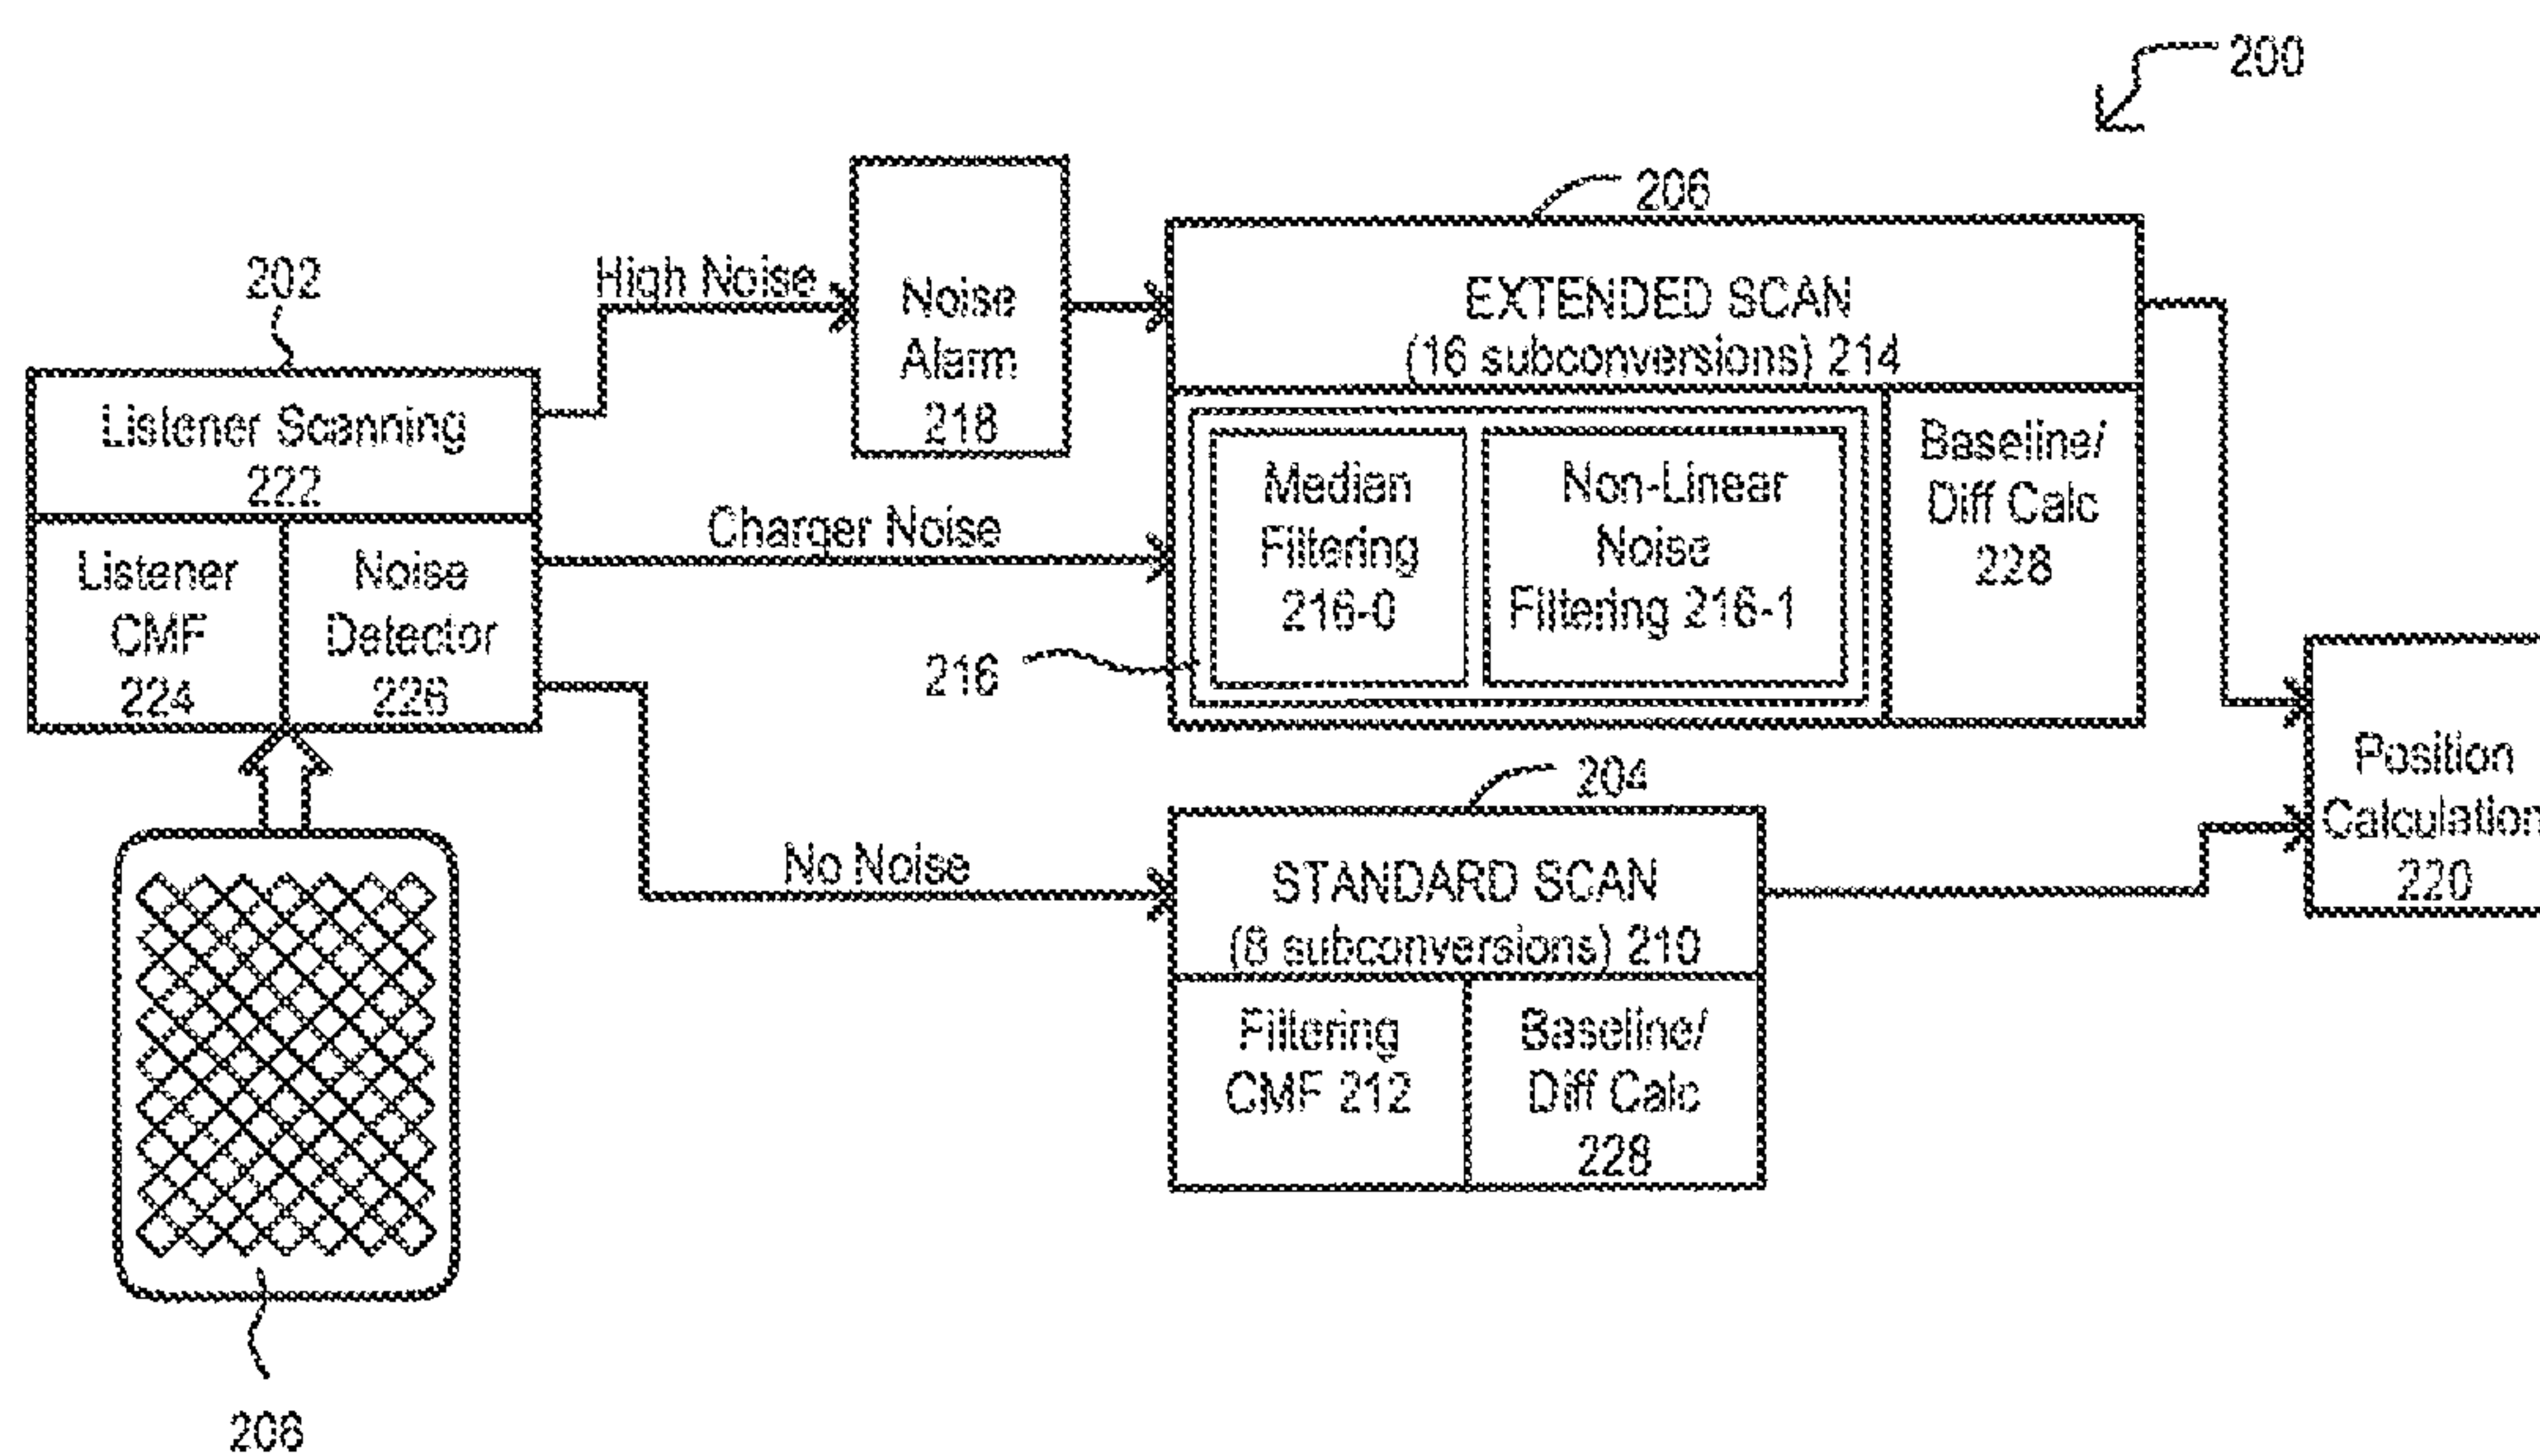 200
206
202
High Noise
Noise
Alarm
218
EXTENDED SCAN
(16 subconversions) 214
Listener Scanning
222
Listener
CMF
224
Noise
Detector
226
Charger Noise
Median
Filtering
216-0
Non-Linear
Noise
Filtering 216-1
Baseline/
Diff Calc
228
216
No Noise
204
STANDARD SCAN
(8 subconversions) 210
Filtering
CMF 212
Baseline/
Diff Calc
228
Position
Calculation
220
208